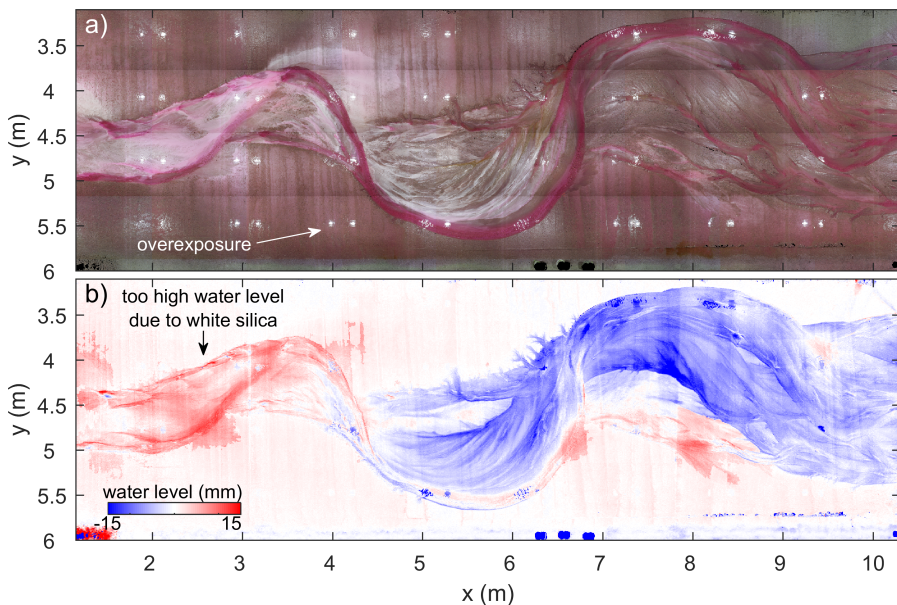 a)
3.5
4
4.5
5
5.5
6
y (m)
overexposure
b)
too high water level
due to white silica
3.5
4
4.5
5
5.5
6
y (m)
water level (mm)
-15
15
2
3
4
5
6
7
8
9
10
x (m)